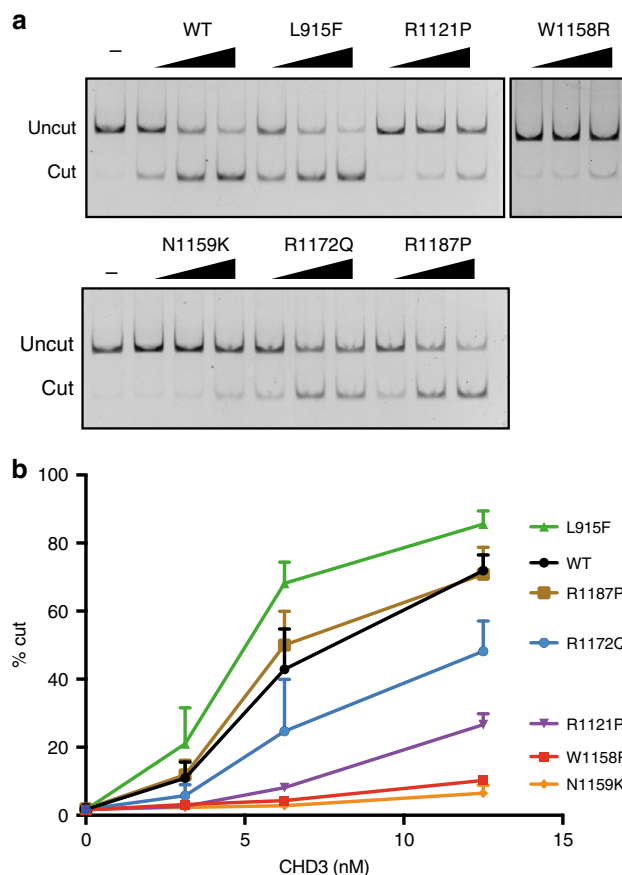 a
WT L915F R1121P W1158R
–
Uncut
Cut
N1159K R1172Q R1187P
–
Uncut
Cut
b
100
80
60
40
20
0
% cut
0 5 10 15
CHD3 (nM)
L915F
WT
R1187P
R1172Q
R1121P
W1158R
N1159K